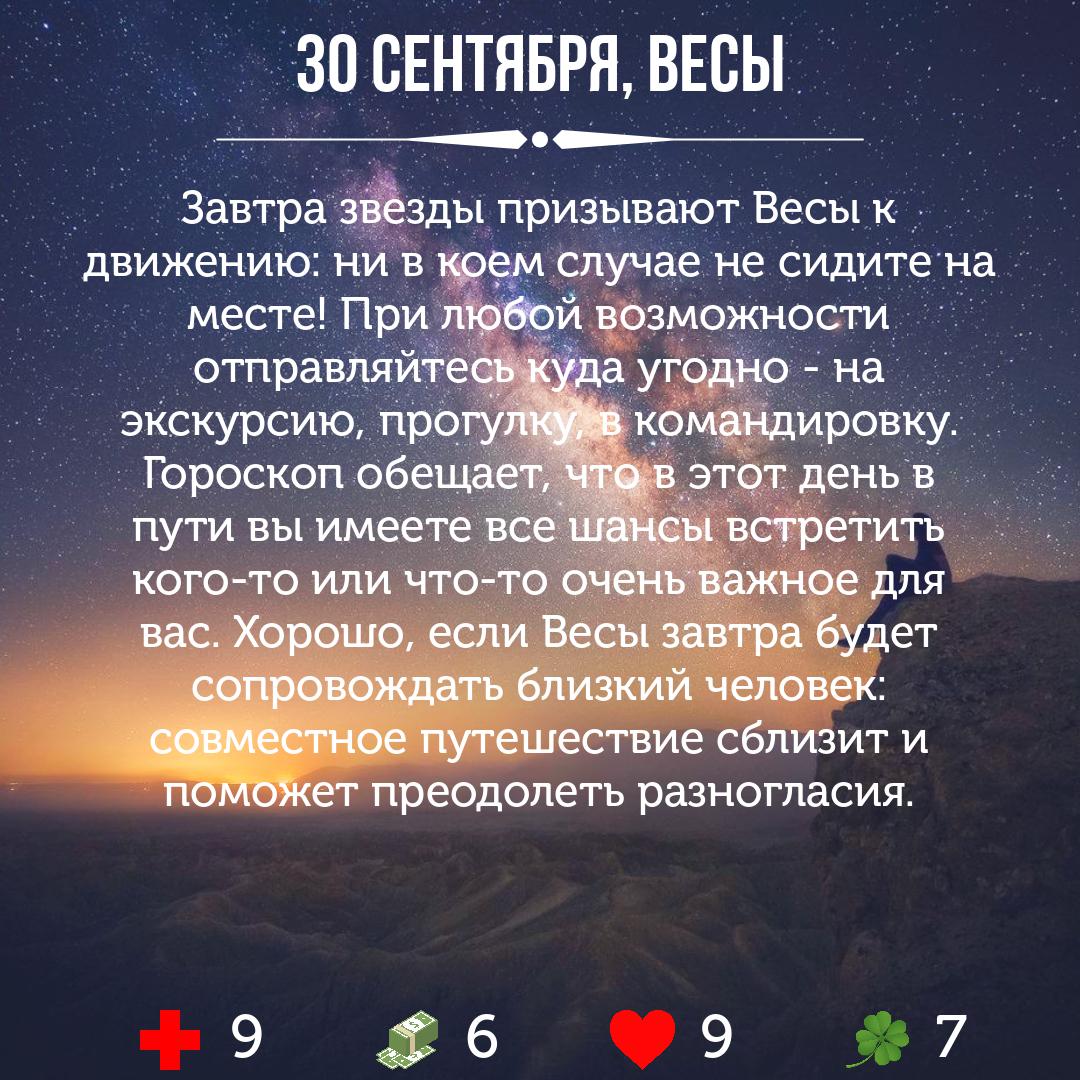 30 СЕНТЯБРЯ, ВЕСЫ
Завтра звезды призывают Весы к
движению: ни в коем случае не сидите на
месте! При любой возможности
отправляйтесь куда угодно - на
экскурсию, прогулку, в командировку.
Гороскоп обещает, что в этот день в
пути вы имеете все шансы встретить
кого-то или что-то очень важное для
вас. Хорошо, если Весы завтра будет
сопровождать близкий человек:
совместное путешествие сблизит и
поможет преодолеть разногласия.
9 6 9 7